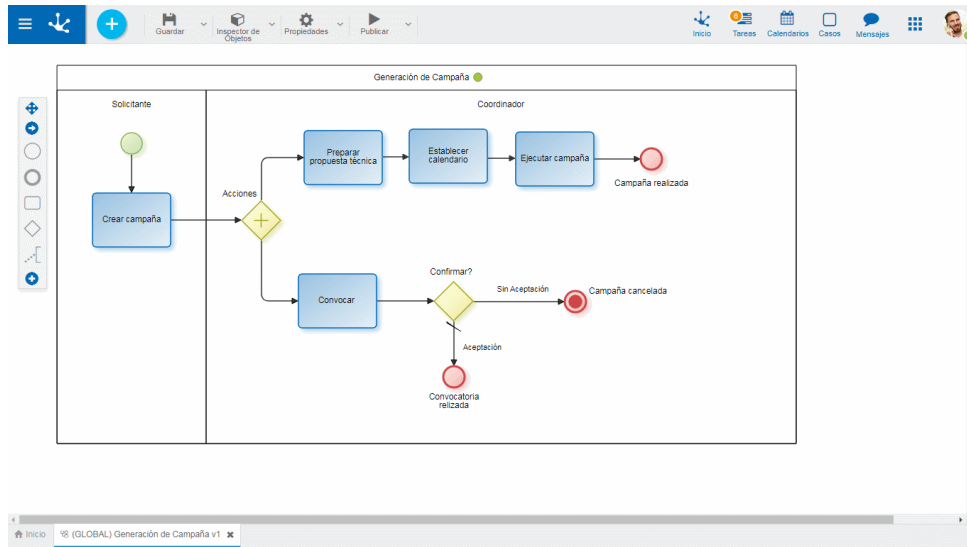 Guardar
Inspector de
Objetos
Propiedades
Publicar
Inicio
6
Tareas
Calendarios
Casos
Mensajes
Generación de Campaña
Solicitante
Coordinador
Preparar
propuesta técnica
Establecer
calendario
Ejecutar campaña
Campaña realizada
Acciones
Crear campaña
Confirmar?
Convocar
Sin Aceptación
Campaña cancelada
Aceptación
Convocatoria
relizada
Inicio
(GLOBAL) Generación de Campaña v1